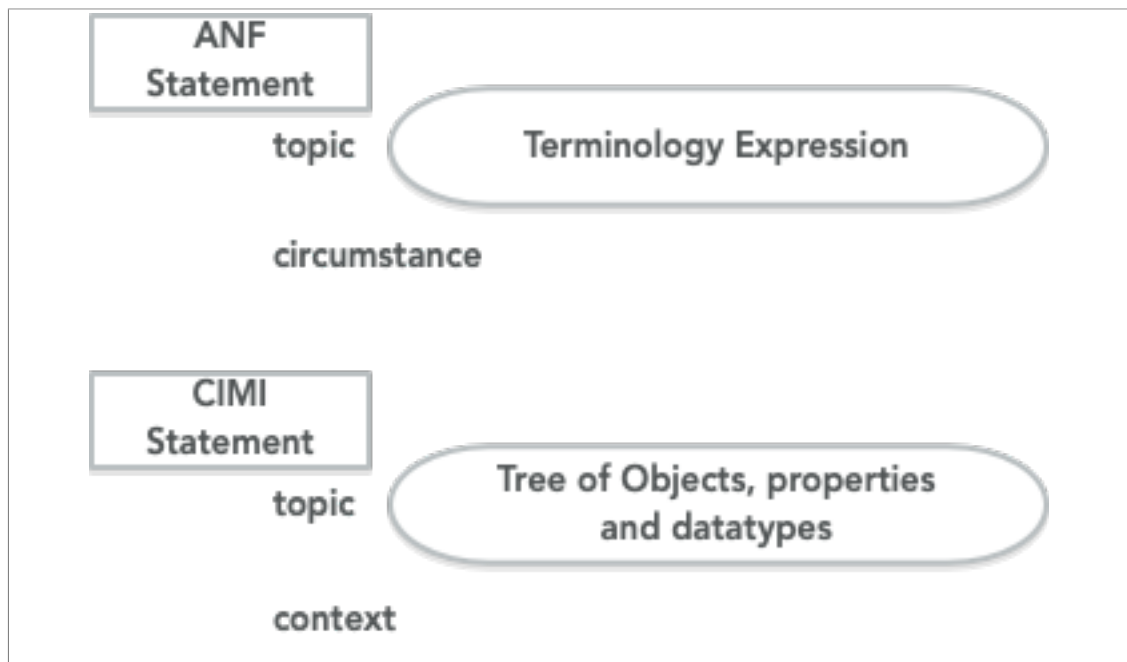 ANF
Statement
topic
Terminology Expression
circumstance
CIMI
Statement
topic
Tree of Objects, properties
and datatypes
context